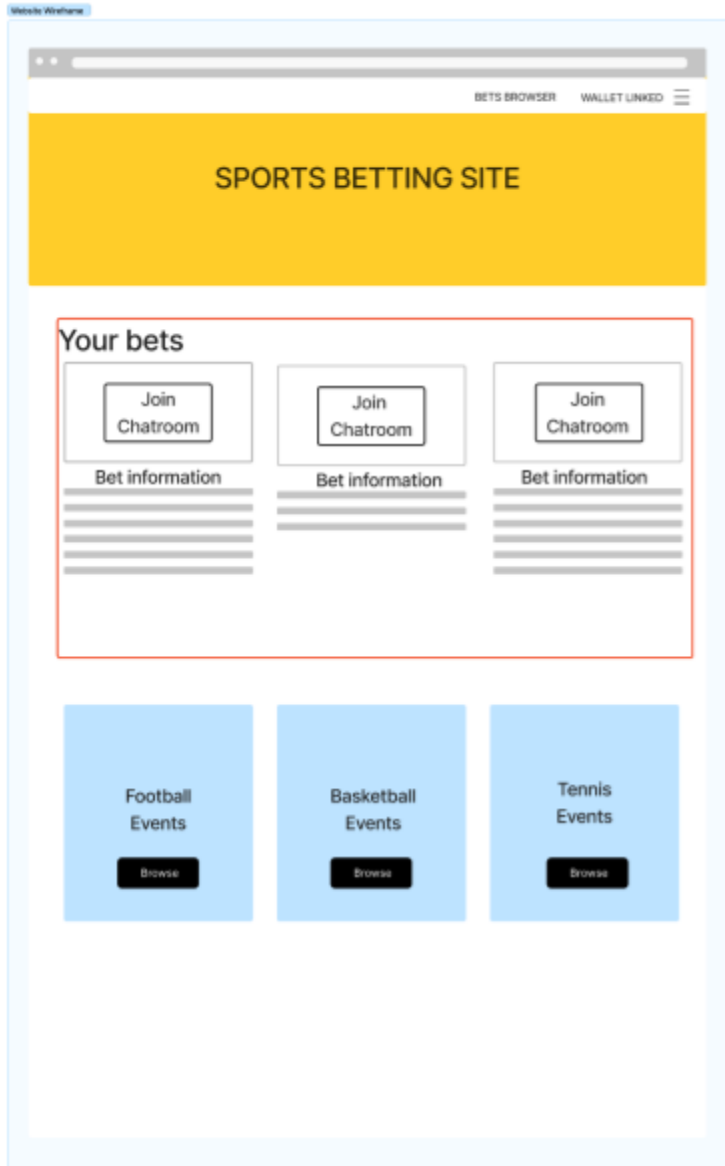 Website Wireframe
BETS BROWSER WALLET LINKED
SPORTS BETTING SITE
Your bets
Join
Chatroom
Join
Chatroom
Join
Chatroom
Bet information
Bet information
Bet information
Football
Events
Basketball
Events
Tennis
Events
Browse
Browse
Browse